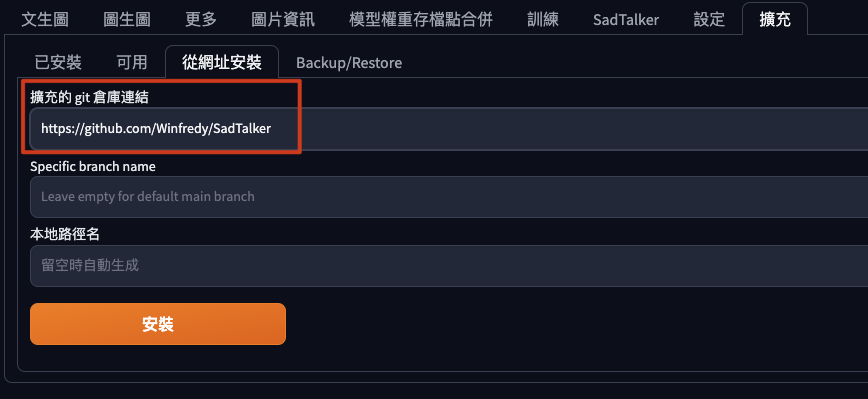 文生圖 圖生圖 更多 圖片資訊 模型權重存檔點合併 訓練 SadTalker 設定 擴充
已安裝 可用 從網址安裝 Backup/Restore
擴充的 git 倉庫連結
https://github.com/Winfredy/SadTalker
Specific branch name
Leave empty for default main branch
本地路徑名
留空時自動生成
安裝